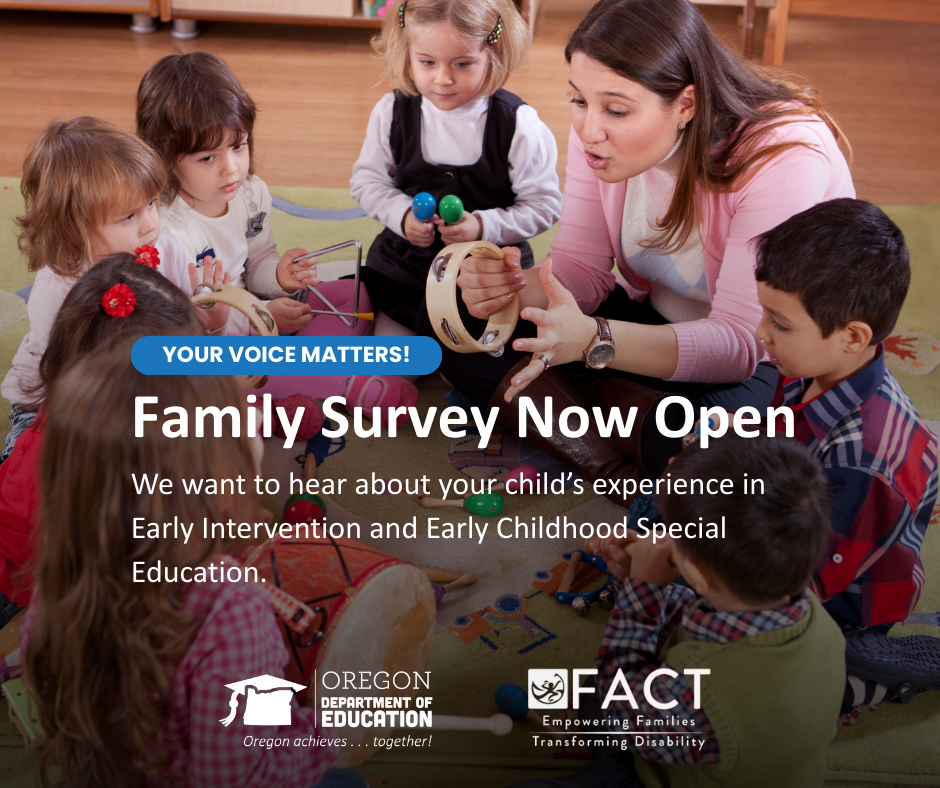 YOUR VOICE MATTERS!
Family Survey Now Open
We want to hear about your child’s experience in
Early Intervention and Early Childhood Special
Education.
OREGON
DEPARTMENT OF
EDUCATION
Oregon achieves . . . together!
FACT
Empowering Families
Transforming Disability